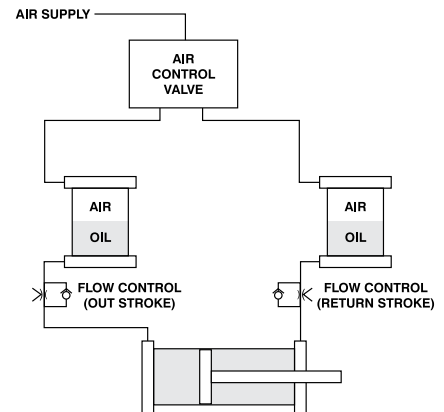 AIR SUPPLY
AIR
CONTROL
VALVE
AIR
OIL
AIR
OIL
FLOW CONTROL
(OUT STROKE)
FLOW CONTROL
(RETURN STROKE)